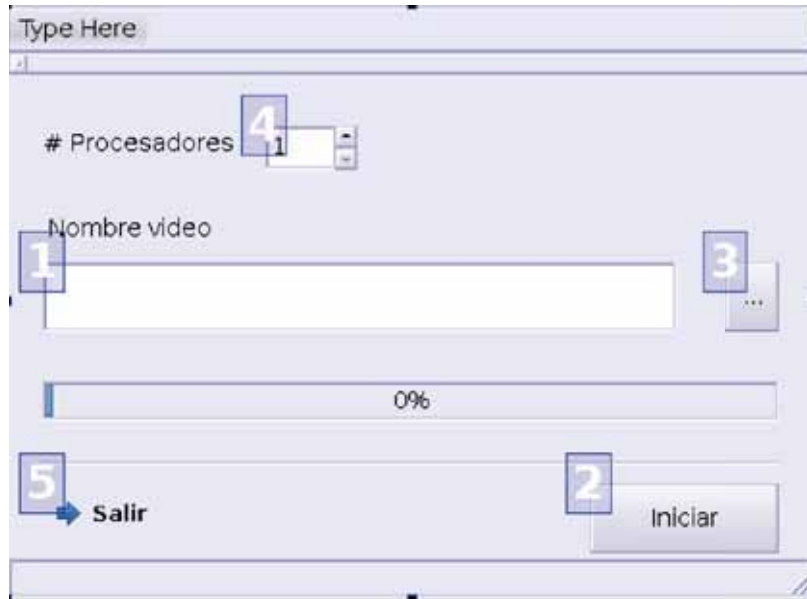 Type Here
4
# Procesadores 1
Nombre video
1
3
...
0%
5
2
Salir
Iniciar